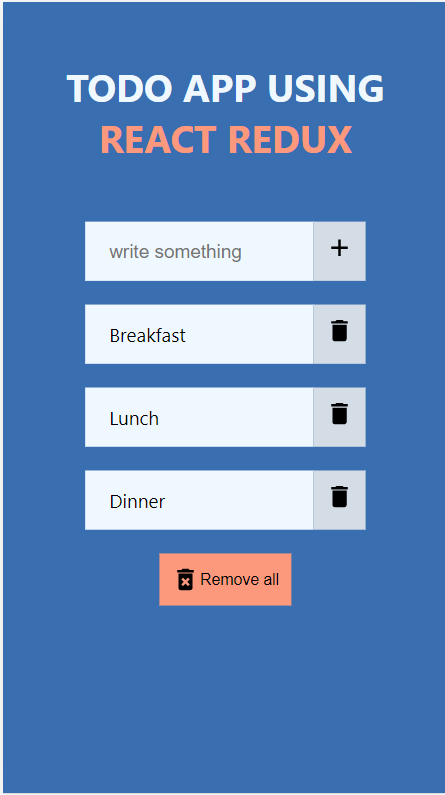 TODO APP USING
REACT REDUX
write something
Breakfast
Lunch
Dinner
Remove all